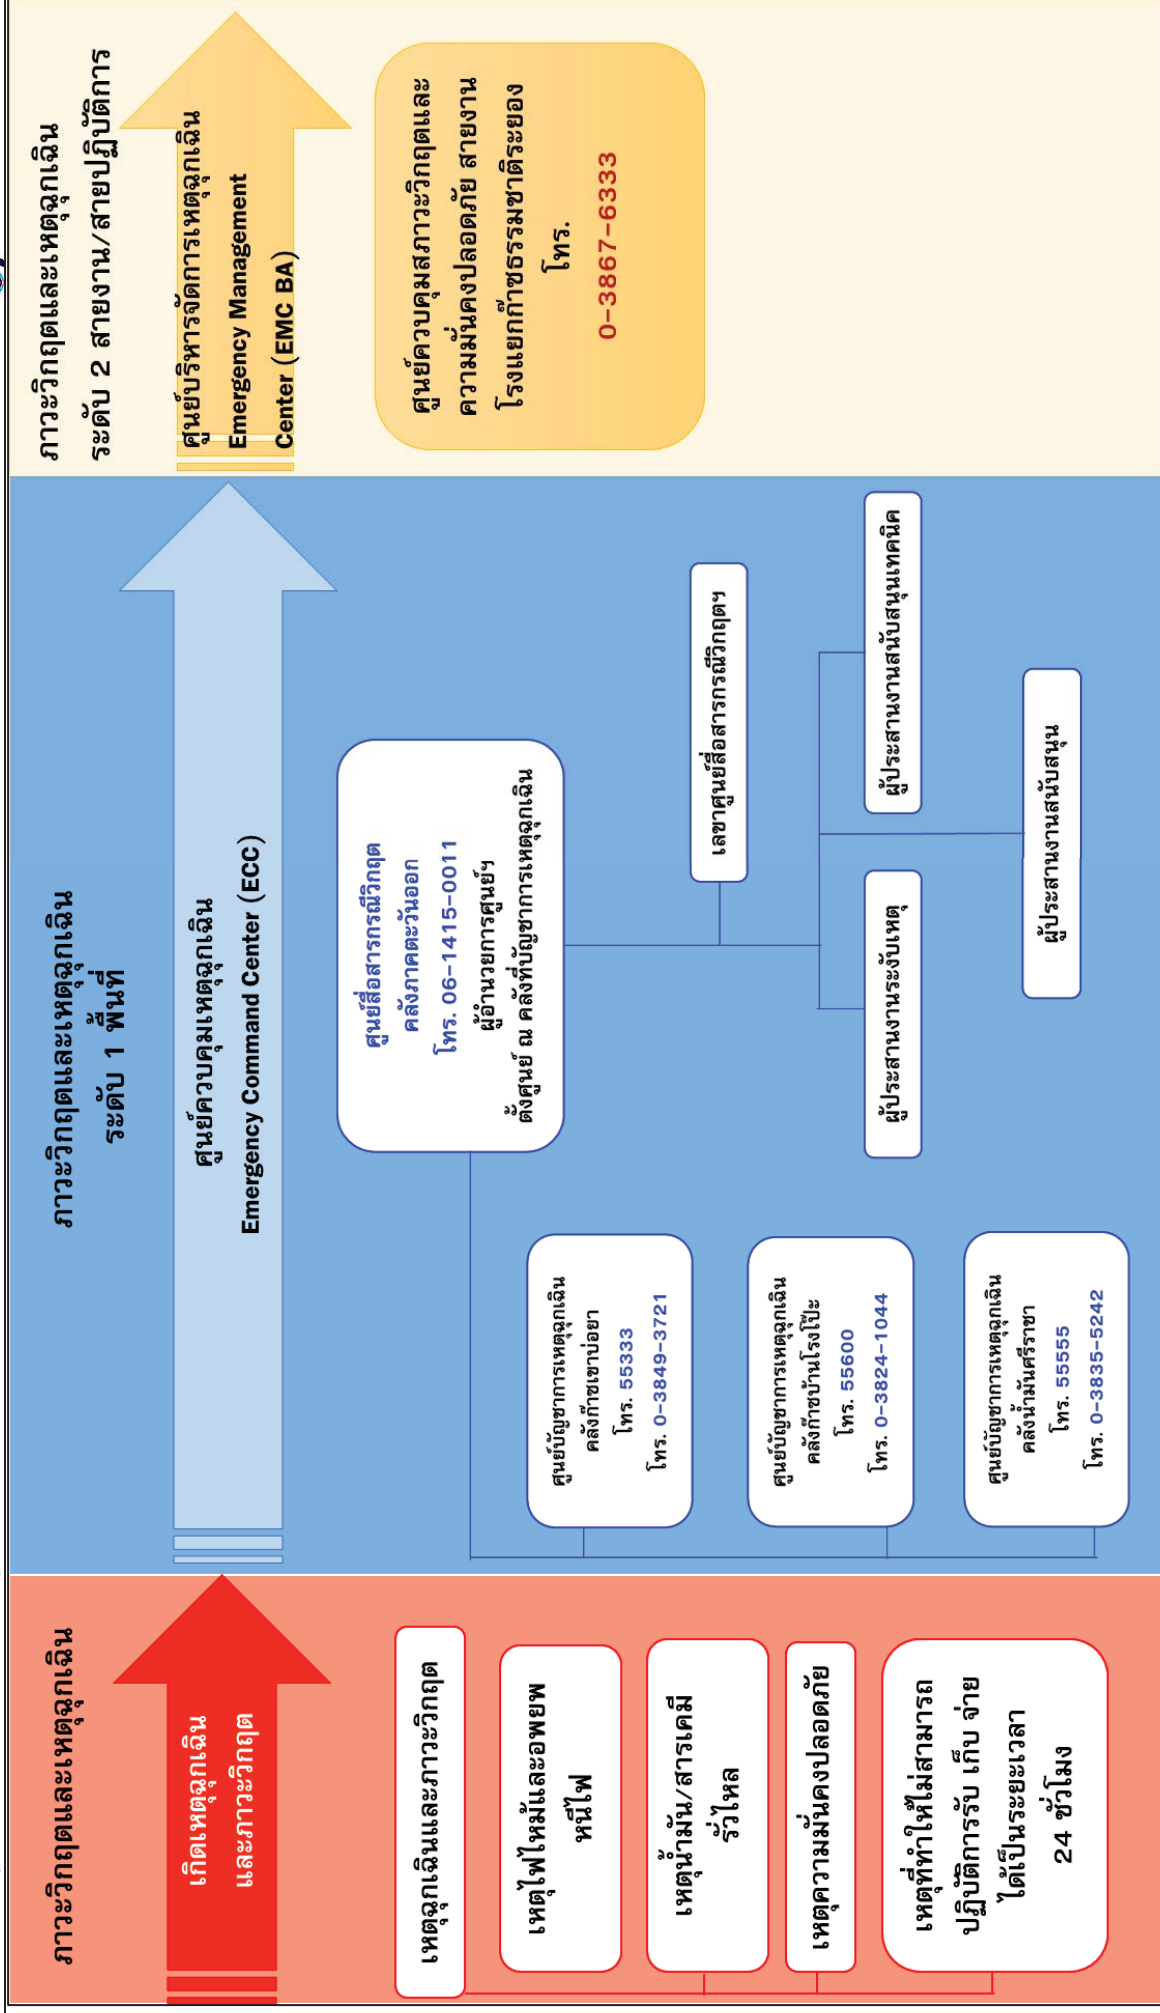 ภาวะวิกฤตและเหตุฉุกเฉิน
เกิดเหตุฉุกเฉิน
และภาวะวิกฤต
เหตุฉุกเฉินและภาวะวิกฤต
เหตุไฟไหม้และอพยพ
หนีไฟ
เหตุน้ำมัน/สารเคมี
รั่วไหล
เหตุความมั่นคงปลอดภัย
เหตุที่ทำให้ไม่สามารถ
ปฏิบัติการรับ เก็บ จ่าย
ได้เป็นระยะเวลา
24 ชั่วโมง
ภาวะวิกฤตและเหตุฉุกเฉิน
ระดับ 1 พื้นที่
ศูนย์ควบคุมเหตุฉุกเฉิน
Emergency Command Center (ECC)
ศูนย์สื่อสารกรณีวิกฤต
คลังภาคตะวันออก
โทร. 06-1415-0011
ผู้อำนวยการศูนย์ฯ
ตั้งศูนย์ ณ คลังที่บัญชาการเหตุฉุกเฉิน
ศูนย์บัญชาการเหตุฉุกเฉิน
คลังก๊าซเขาบ่อยา
โทร. 55333
โทร. 0-3849-3721
ศูนย์บัญชาการเหตุฉุกเฉิน
คลังก๊าซบ้านโรงโป๊ะ
โทร. 55600
โทร. 0-3824-1044
ศูนย์บัญชาการเหตุฉุกเฉิน
คลังน้ำมันศรีราชา
โทร. 55555
โทร. 0-3835-5242
เลขาศูนย์สื่อสารกรณีวิกฤตฯ
ผู้ประสานงานระงับเหตุ
ผู้ประสานงานสนับสนุนเทคนิค
ผู้ประสานงานสนับสนุน
ภาวะวิกฤตและเหตุฉุกเฉิน
ระดับ 2 สายงาน/สายปฏิบัติการ
ศูนย์บริหารจัดการเหตุฉุกเฉิน
Emergency Management
Center (EMC BA)
ศูนย์ควบคุมสภาวะวิกฤตและ
ความมั่นคงปลอดภัย สายงาน
โรงแยกก๊าซธรรมชาติระยอง
โทร.
0-3867-6333